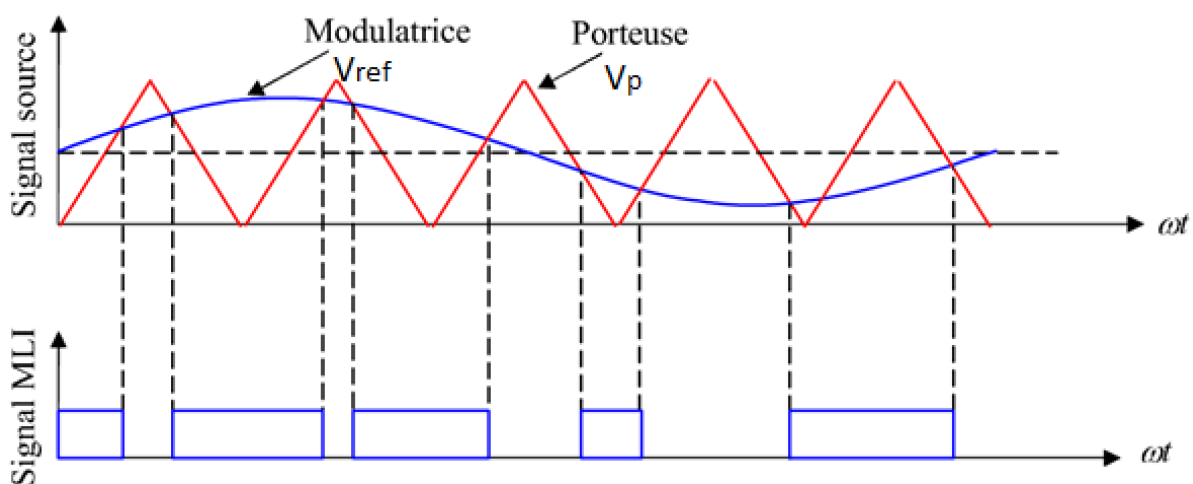 Signal source
Modulatrice
Vref
Porteuse
Vp
ωt
Signal MLI
ωt